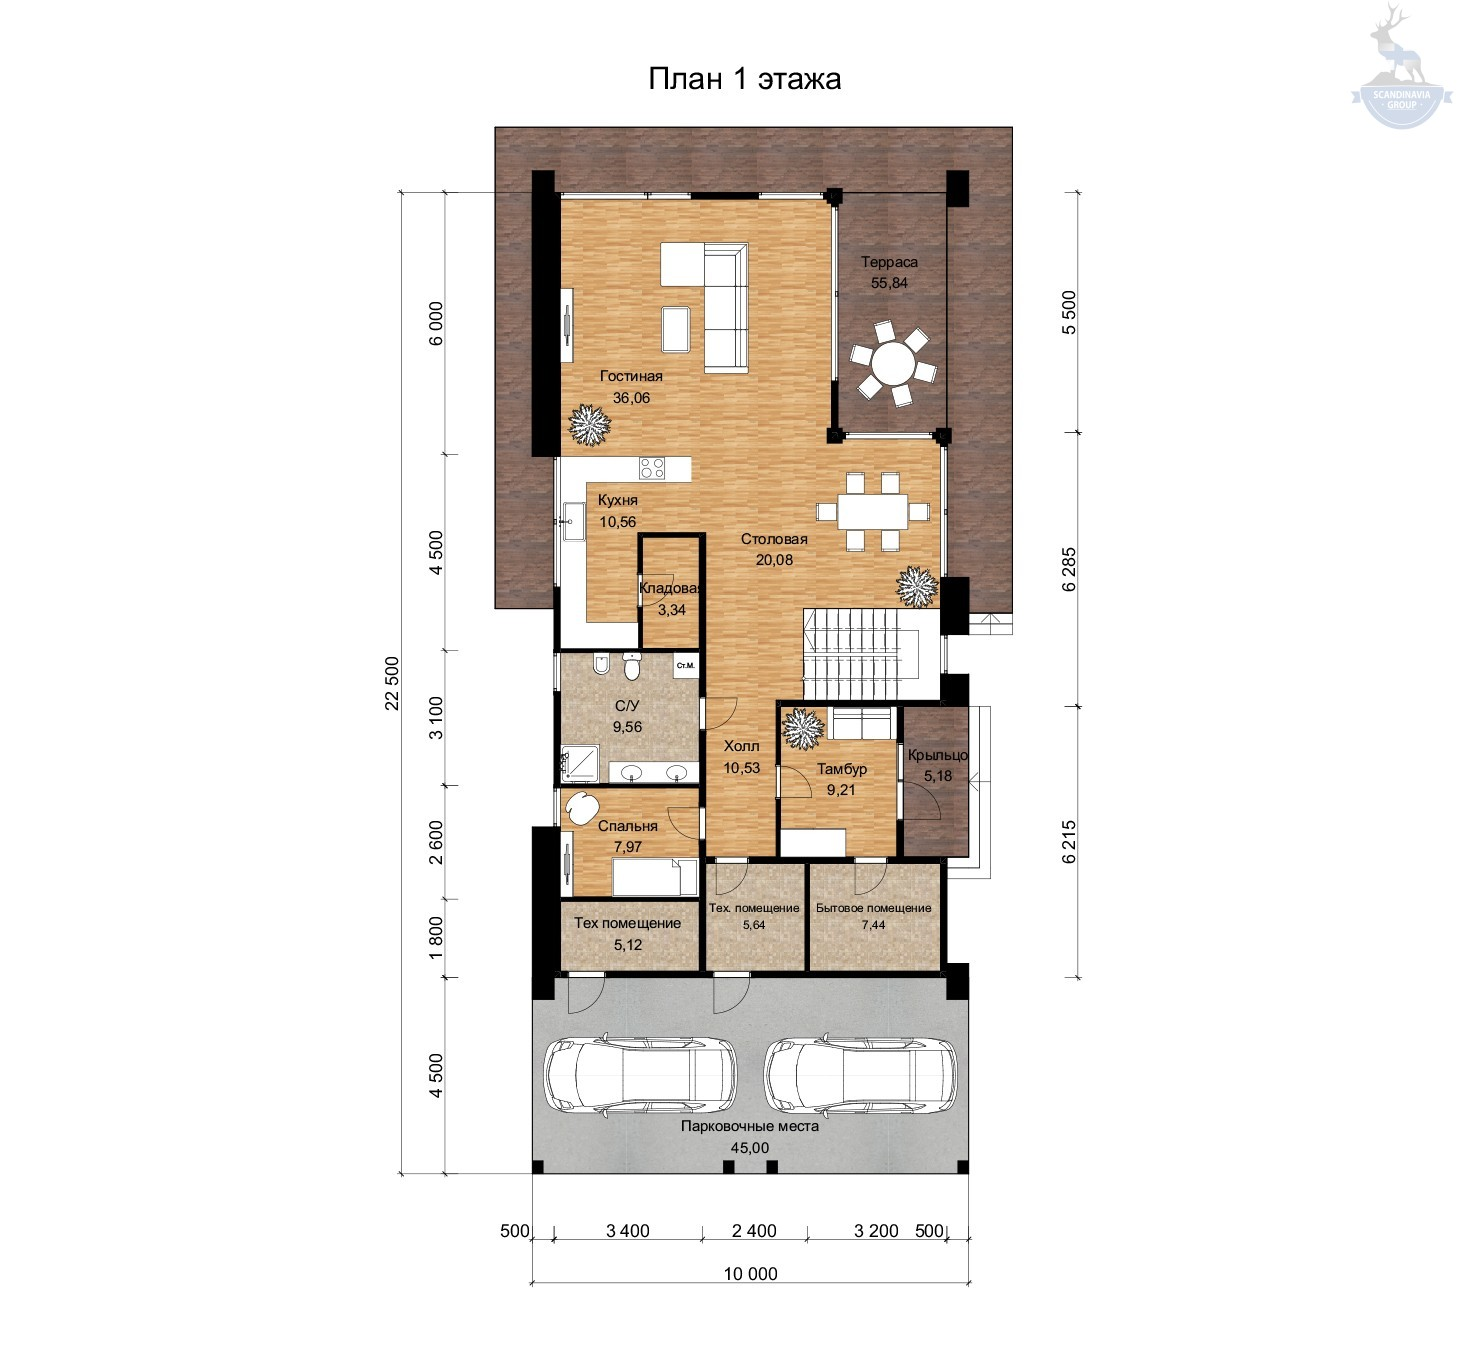 SCANDINAVIA
GROUP
План 1 этажа
Терраса
55,84
Гостиная
36,06
Кухня
10,56
Столовая
20,08
Кладовая
3,34
Ст.М.
С/У
9,56
Холл
10,53
Тамбур
9,21
Крыльцо
5,18
Спальня
7,97
Тех помещение
5,12
Тех. помещение
5,64
Бытовое помещение
7,44
Парковочные места
45,00
22 500
6 000
4 500
3 100
2 600
1 800
4 500
5 500
6 285
6 215
500
3 400
2 400
3 200
500
10 000